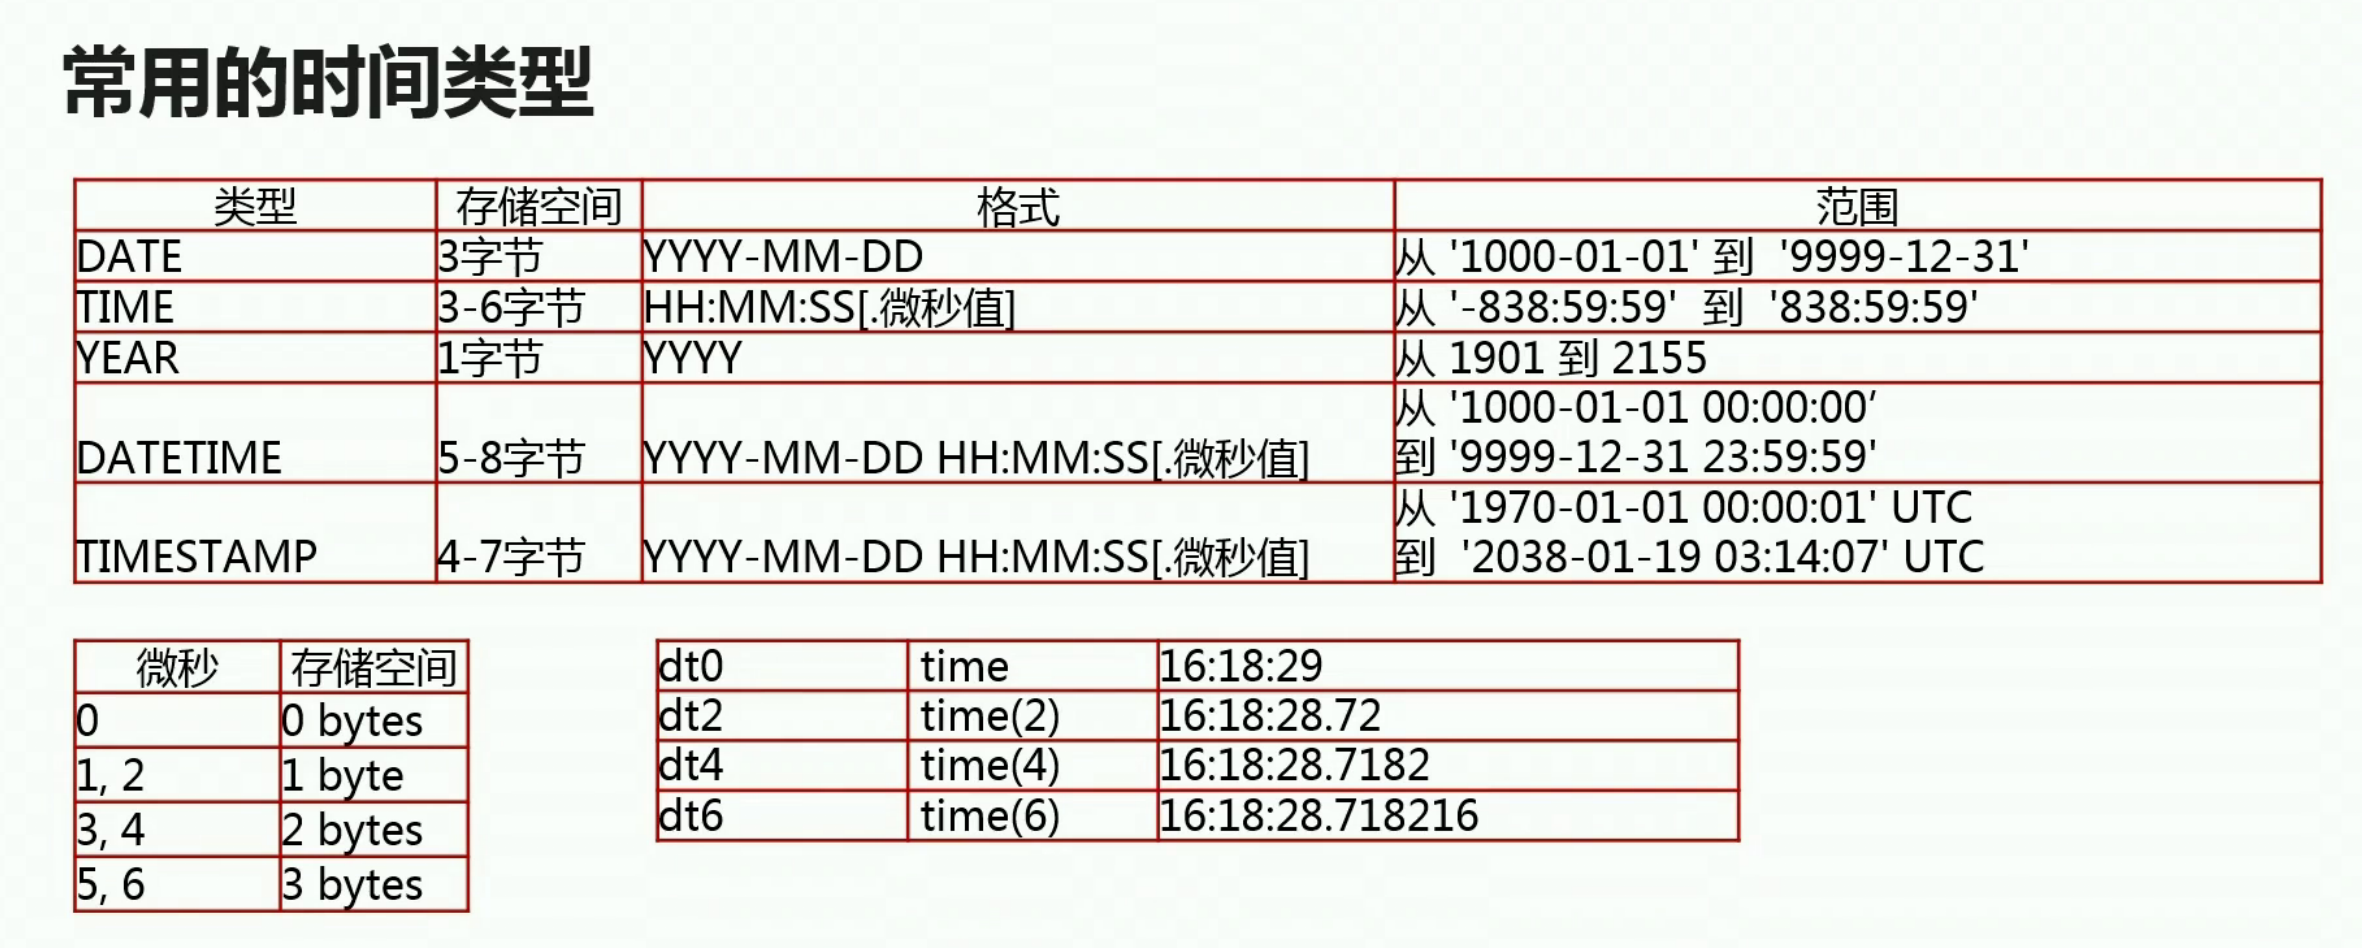 常用的时间类型
类型 存储空间 格式 范围
DATE 3字节 YYYY-MM-DD 从 '1000-01-01' 到 '9999-12-31'
TIME 3-6字节 HH:MM:SS[.微秒值] 从 '-838:59:59' 到 '838:59:59'
YEAR 1字节 YYYY 从 1901 到 2155
从 '1000-01-01 00:00:00‘
DATETIME 5-8字节 YYYY-MM-DD HH:MM:SS[.微秒值] 到 '9999-12-31 23:59:59'
从 '1970-01-01 00:00:01' UTC
TIMESTAMP 4-7字节 YYYY-MM-DD HH:MM:SS[.微秒值] 到 '2038-01-19 03:14:07' UTC
微秒 存储空间
0 0 bytes
1, 2 1 byte
3, 4 2 bytes
5, 6 3 bytes
dt0 time 16:18:29
dt2 time(2) 16:18:28.72
dt4 time(4) 16:18:28.7182
dt6 time(6) 16:18:28.718216